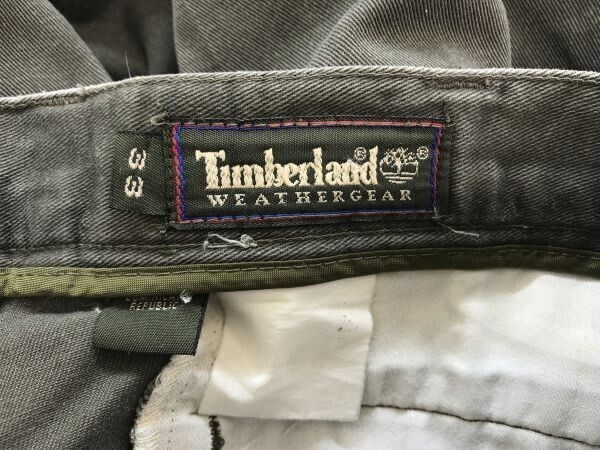 33
Timberland®
®
WEATHERGEAR
REPUBLIC